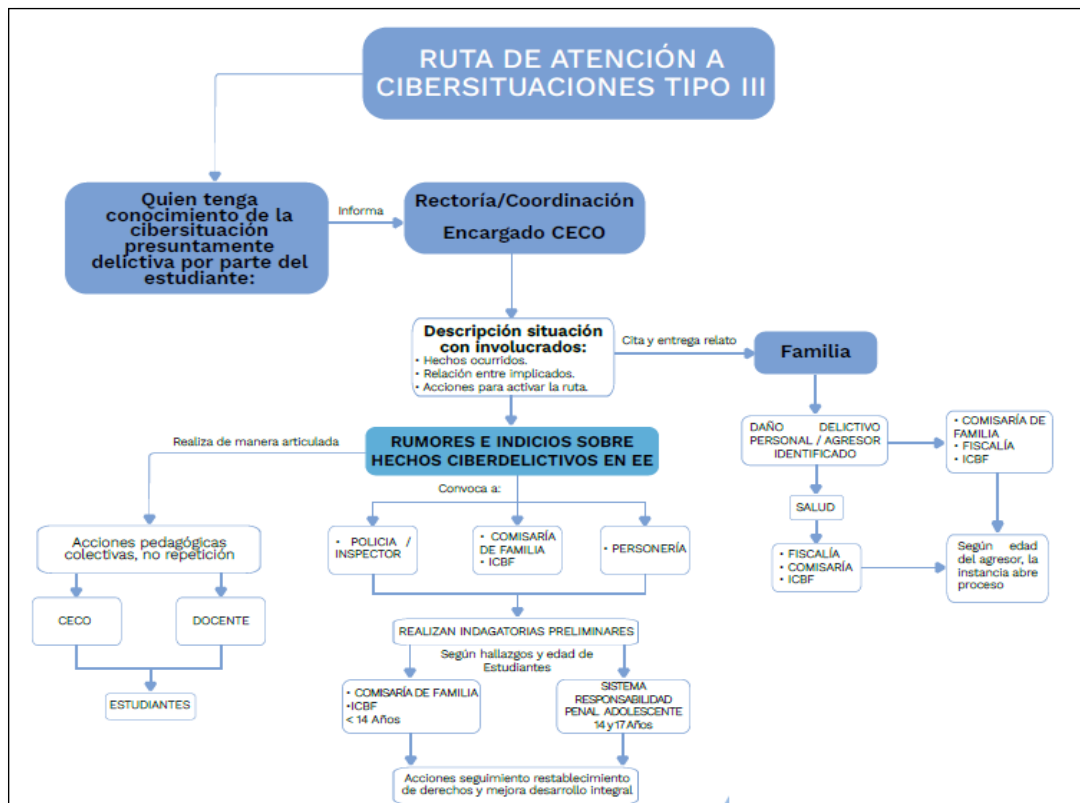 RUTA DE ATENCIÓN A
CIBERSITUACIONES TIPO III
Quien tenga
conocimiento de la
cibersituación
presuntamente
delictiva por parte del
estudiante:
Informa
Rectoría/Coordinación
Encargado CECO
Descripción situación
con involucrados:
• Hechos ocurridos.
• Relación entre implicados.
• Acciones para activar la ruta.
Cita y entrega relato
Familia
DAÑO DELICTIVO
PERSONAL / AGRESOR
IDENTIFICADO
• COMISARÍA DE
FAMILIA
• FISCALÍA
• ICBF
SALUD
• FISCALÍA
• COMISARÍA
• ICBF
Según edad
del agresor, la
instancia abre
proceso
Realiza de manera articulada
RUMORES E INDICIOS SOBRE
HECHOS CIBERDELICTIVOS EN EE
Convoca a:
Acciones pedagógicas
colectivas, no repetición
CECO
DOCENTE
ESTUDIANTES
• POLICIA /
INSPECTOR
• COMISARÍA
DE FAMILIA
• ICBF
• PERSONERÍA
REALIZAN INDAGATORIAS PRELIMINARES
Según hallazgos y edad de
Estudiantes
• COMISARÍA DE FAMILIA
•ICBF
< 14 Años
SISTEMA
RESPONSABILIDAD
PENAL ADOLESCENTE
14 y 17 Años
Acciones seguimiento restablecimiento
de derechos y mejora desarrollo integral